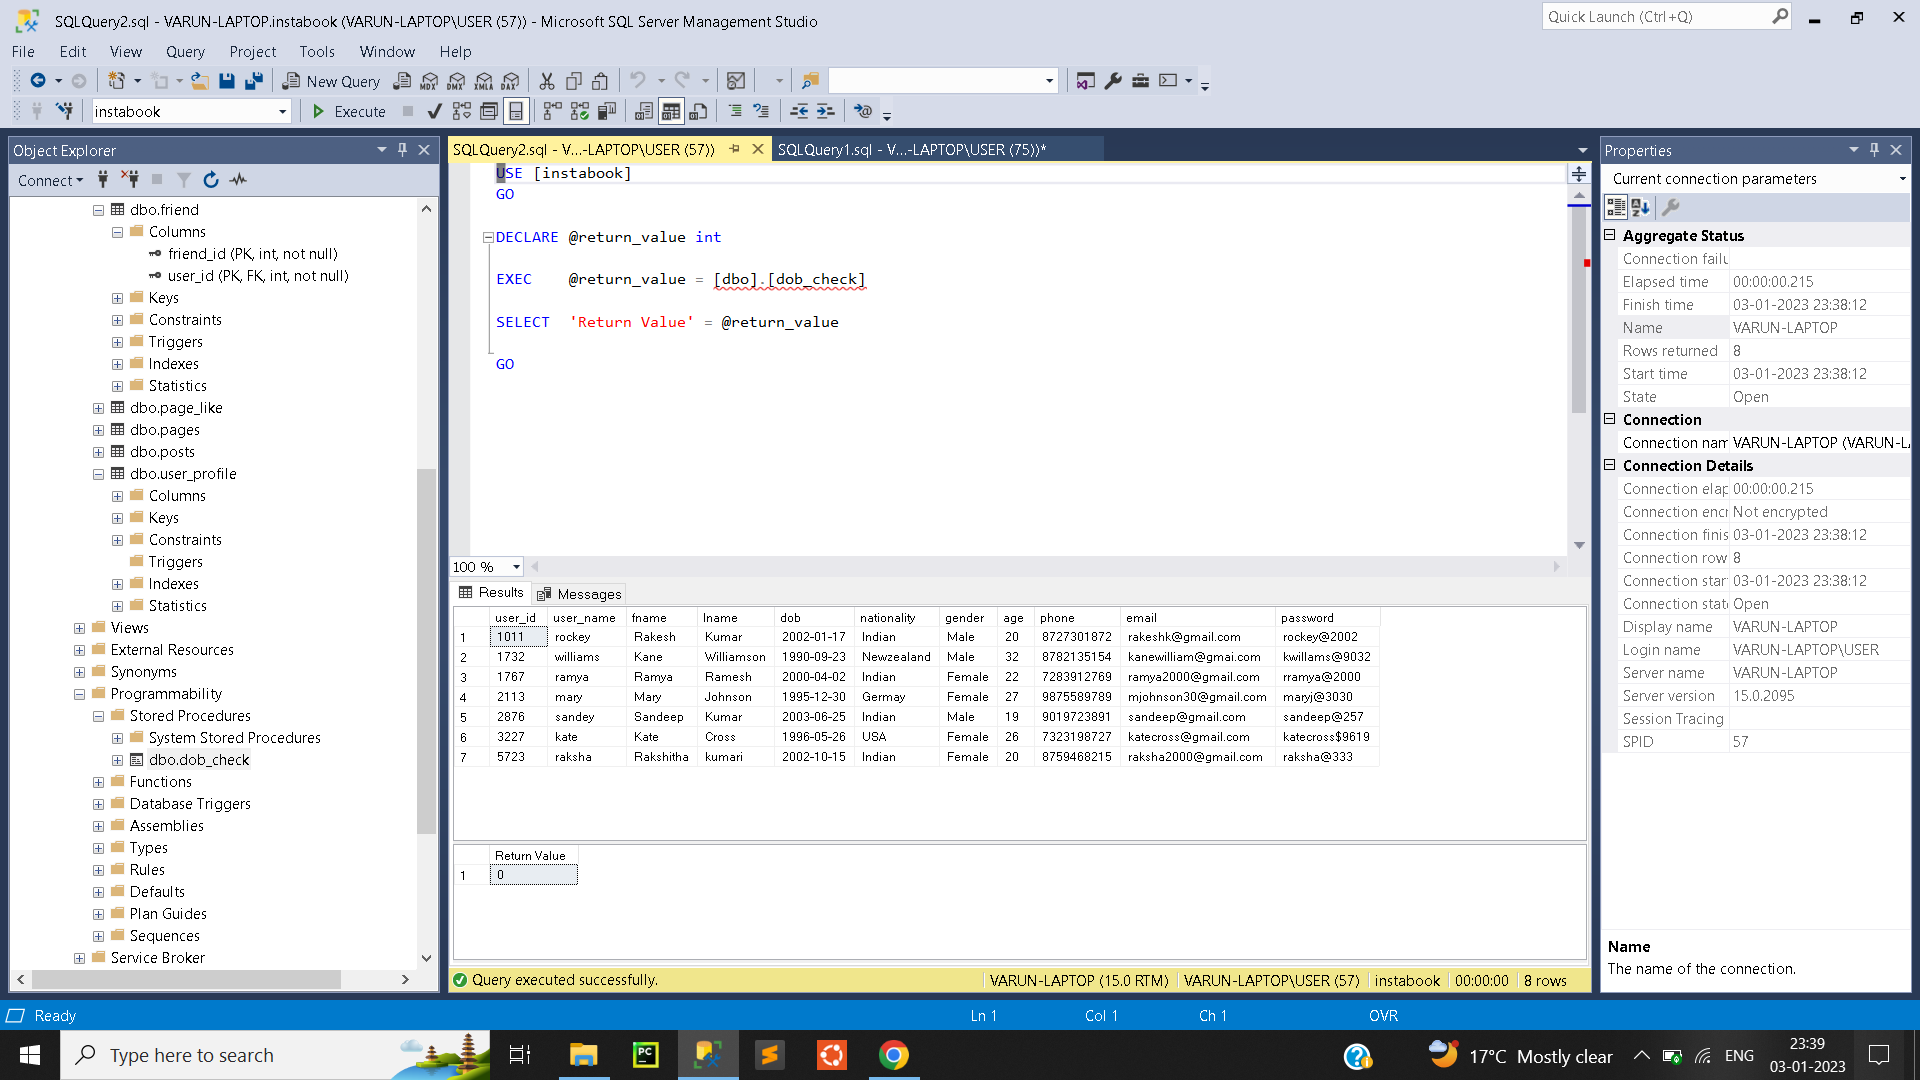 SQLQuery2.sql - VARUN-LAPTOP.instabook (VARUN-LAPTOP\USER (57)) - Microsoft SQL Server Management Studio
Quick Launch (Ctrl+Q)
File Edit View Query Project Tools Window Help
New Query MDX DMX XMLA DAX
instabook Execute
Object Explorer
Connect
dbo.friend
Columns
friend_id (PK, int, not null)
user_id (PK, FK, int, not null)
Keys
Constraints
Triggers
Indexes
Statistics
dbo.page_like
dbo.pages
dbo.posts
dbo.user_profile
Columns
Keys
Constraints
Triggers
Indexes
Statistics
Views
External Resources
Synonyms
Programmability
Stored Procedures
System Stored Procedures
dbo.dob_check
Functions
Database Triggers
Assemblies
Types
Rules
Defaults
Plan Guides
Sequences
Service Broker
SQLQuery2.sql - V...-LAPTOP\USER (57)) SQLQuery1.sql - V...-LAPTOP\USER (75))*
USE [instabook]
GO
DECLARE @return_value int
EXEC @return_value = [dbo].[dob_check]
SELECT 'Return Value' = @return_value
GO
100 %
Results Messages
user_id user_name fname lname dob nationality gender age phone email password
1 1011 rockey Rakesh Kumar 2002-01-17 Indian Male 20 8727301872 rakeshk@gmail.com rockey@2002
2 1732 williams Kane Williamson 1990-09-23 Newzealand Male 32 8782135154 kanewilliam@gmai.com kwillams@9032
3 1767 ramya Ramya Ramesh 2000-04-02 Indian Female 22 7283912769 ramya2000@gmail.com rramya@2000
4 2113 mary Mary Johnson 1995-12-30 Germay Female 27 9875589789 mjohnson30@gmail.com maryj@3030
5 2876 sandey Sandeep Kumar 2003-06-25 Indian Male 19 9019723891 sandeep@gmail.com sandeep@257
6 3227 kate Kate Cross 1996-05-26 USA Female 26 7323198727 katecross@gmail.com katecross$9619
7 5723 raksha Rakshitha kumari 2002-10-15 Indian Female 20 8759468215 raksha2000@gmail.com raksha@333
Return Value
1 0
Query executed successfully. VARUN-LAPTOP (15.0 RTM) VARUN-LAPTOP\USER (57) instabook 00:00:00 8 rows
Properties
Current connection parameters
Aggregate Status
Connection failu
Elapsed time 00:00:00.215
Finish time 03-01-2023 23:38:12
Name VARUN-LAPTOP
Rows returned 8
Start time 03-01-2023 23:38:12
State Open
Connection
Connection nam VARUN-LAPTOP (VARUN-L
Connection Details
Connection elap 00:00:00.215
Connection encr Not encrypted
Connection finis 03-01-2023 23:38:12
Connection row 8
Connection star 03-01-2023 23:38:12
Connection stat Open
Display name VARUN-LAPTOP
Login name VARUN-LAPTOP\USER
Server name VARUN-LAPTOP
Server version 15.0.2095
Session Tracing
SPID 57
Name
The name of the connection.
Ready Ln 1 Col 1 Ch 1 OVR
Type here to search PC 17°C Mostly clear ENG 23:39
03-01-2023